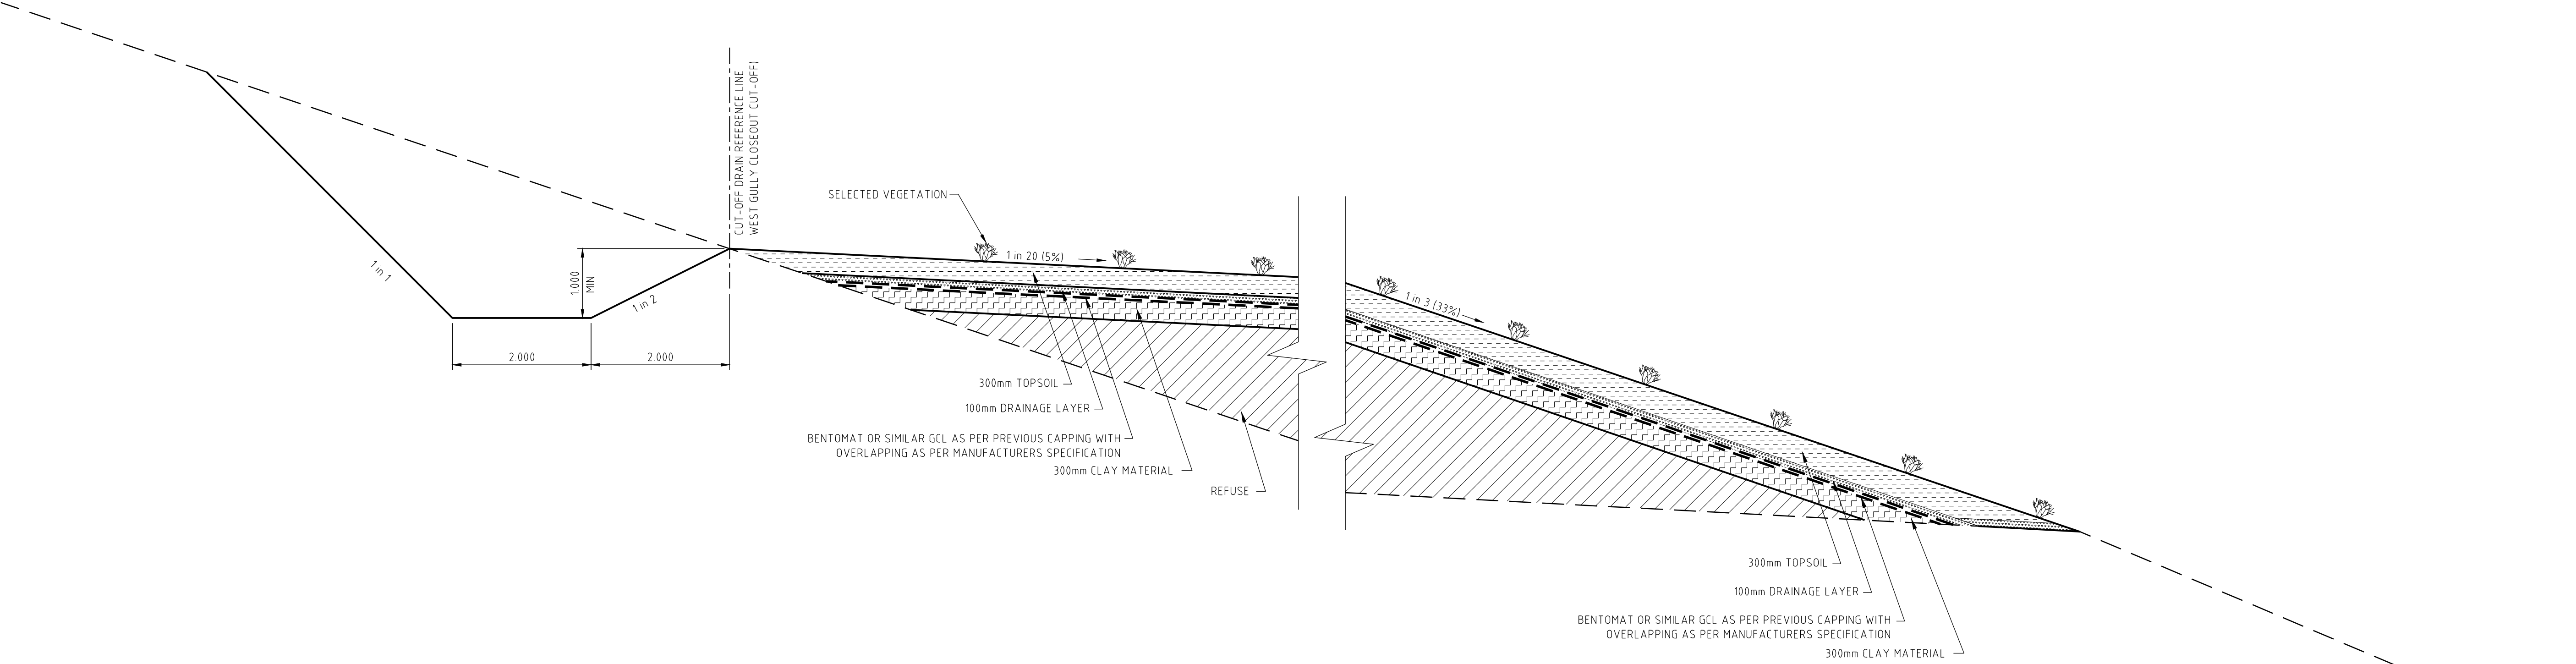 CUT-OFF DRAIN REFERENCE LINE
WEST GULLY CLOSEOUT CUT-OFF)
SELECTED VEGETATION
1 in 20 (5%)
1 in 1
1.000
MIN
1 in 2
2.000
2.000
300mm TOPSOIL
100mm DRAINAGE LAYER
BENTOMAT OR SIMILAR GCL AS PER PREVIOUS CAPPING WITH
OVERLAPPING AS PER MANUFACTURERS SPECIFICATION
300mm CLAY MATERIAL
REFUSE
1 in 3 (33%)
300mm TOPSOIL
100mm DRAINAGE LAYER
BENTOMAT OR SIMILAR GCL AS PER PREVIOUS CAPPING WITH
OVERLAPPING AS PER MANUFACTURERS SPECIFICATION
300mm CLAY MATERIAL